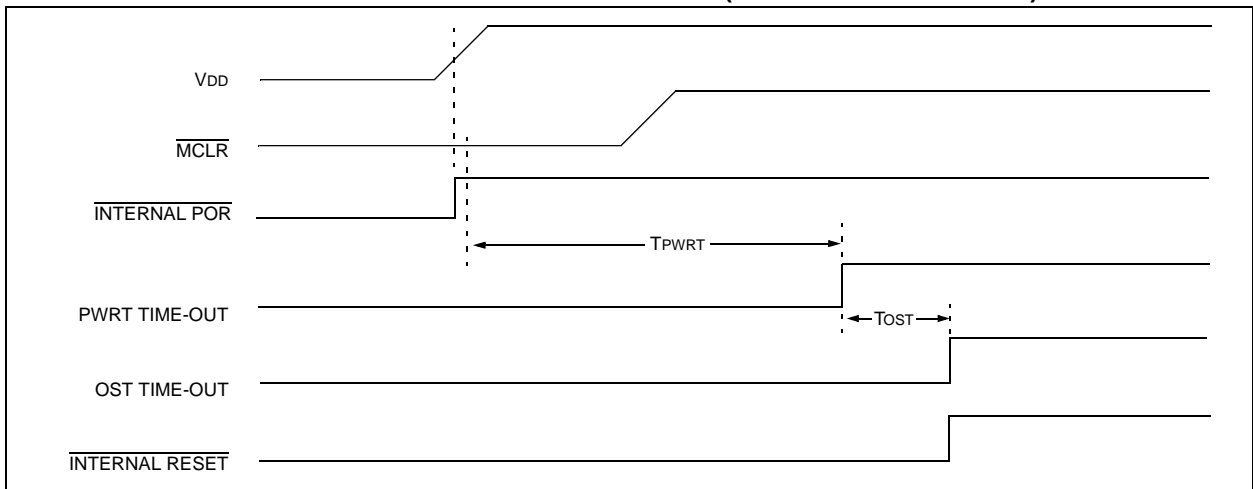 VDD
MCLR
INTERNAL POR
TPWRT
PWRT TIME-OUT
TOST
OST TIME-OUT
INTERNAL RESET